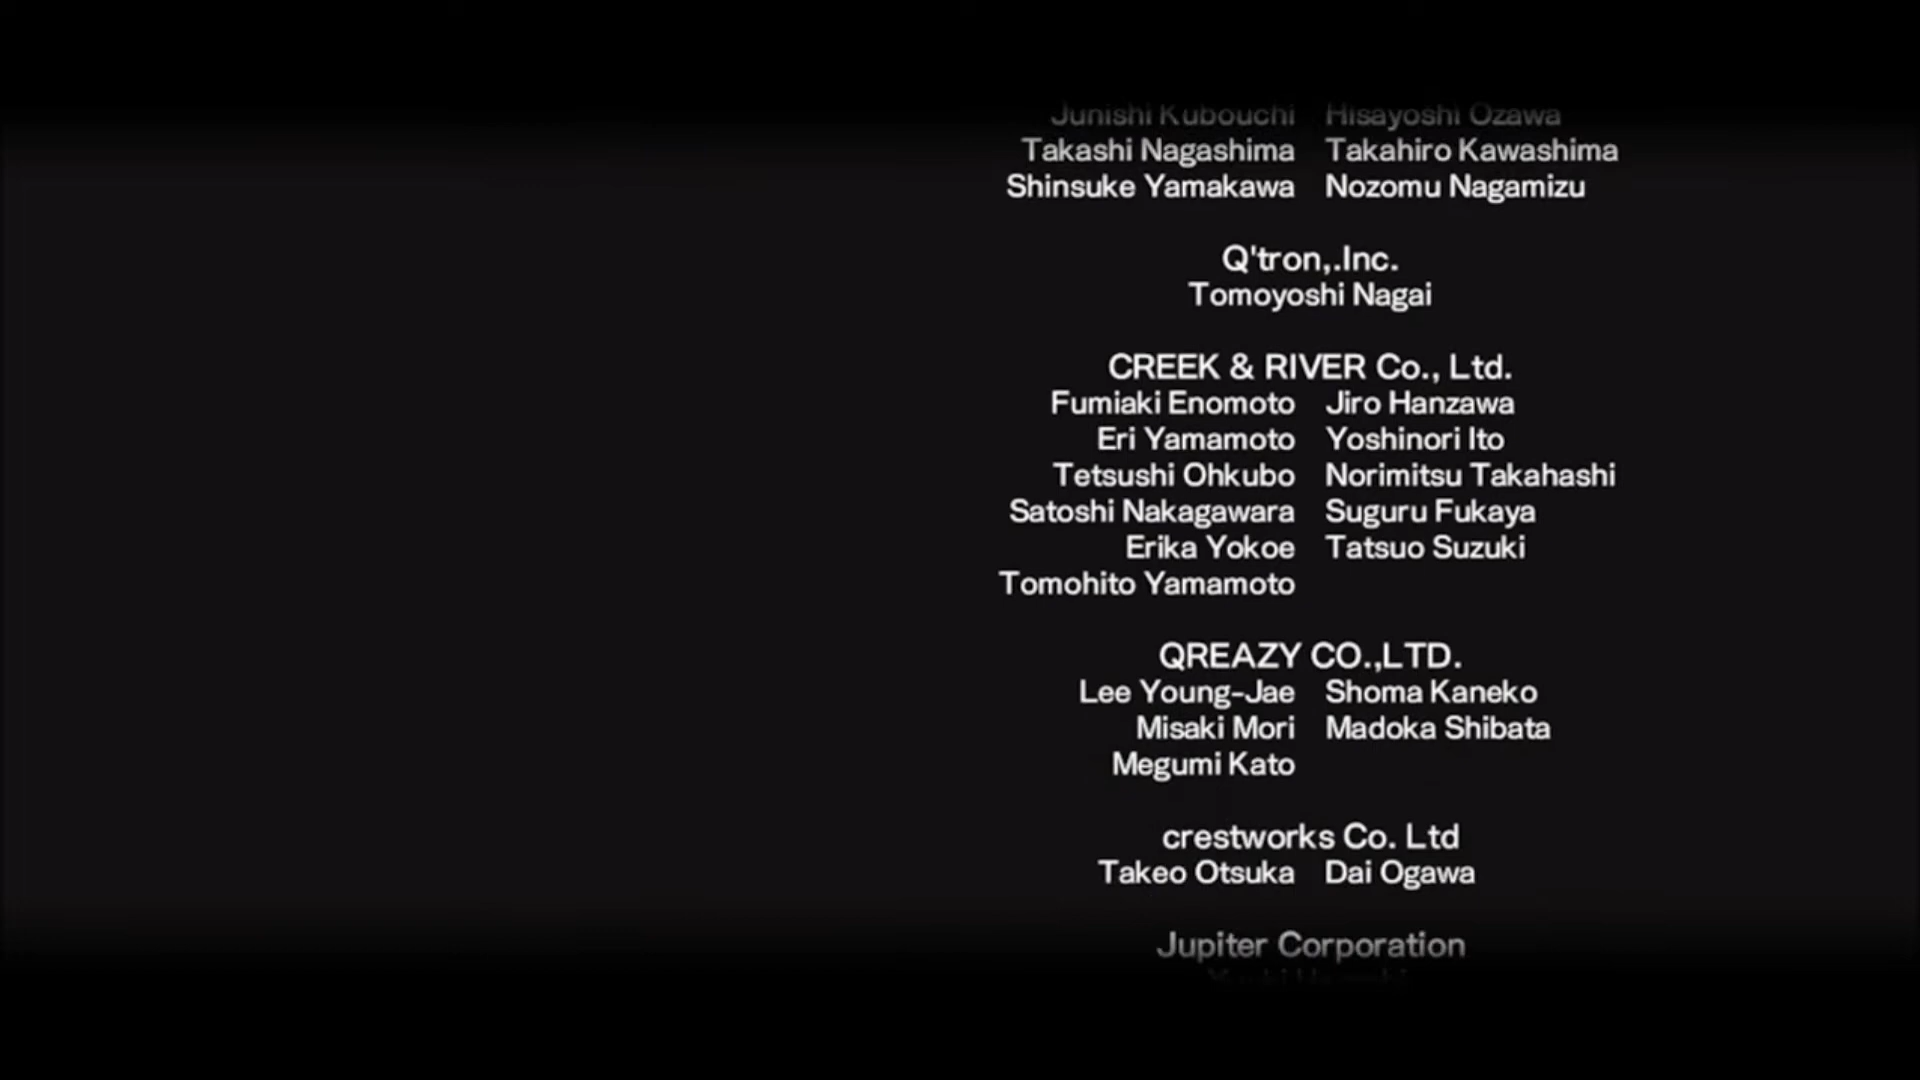 Junishi Kubouchi Hisayoshi Ozawa
Takashi Nagashima Takahiro Kawashima
Shinsuke Yamakawa Nozomu Nagamizu
Q'tron,.Inc.
Tomoyoshi Nagai
CREEK & RIVER Co., Ltd.
Fumiaki Enomoto Jiro Hanzawa
Eri Yamamoto Yoshinori Ito
Tetsushi Ohkubo Norimitsu Takahashi
Satoshi Nakagawara Suguru Fukaya
Erika Yokoe Tatsuo Suzuki
Tomohito Yamamoto
QREAZY CO.,LTD.
Lee Young-Jae Shoma Kaneko
Misaki Mori Madoka Shibata
Megumi Kato
crestworks Co. Ltd
Takeo Otsuka Dai Ogawa
Jupiter Corporation